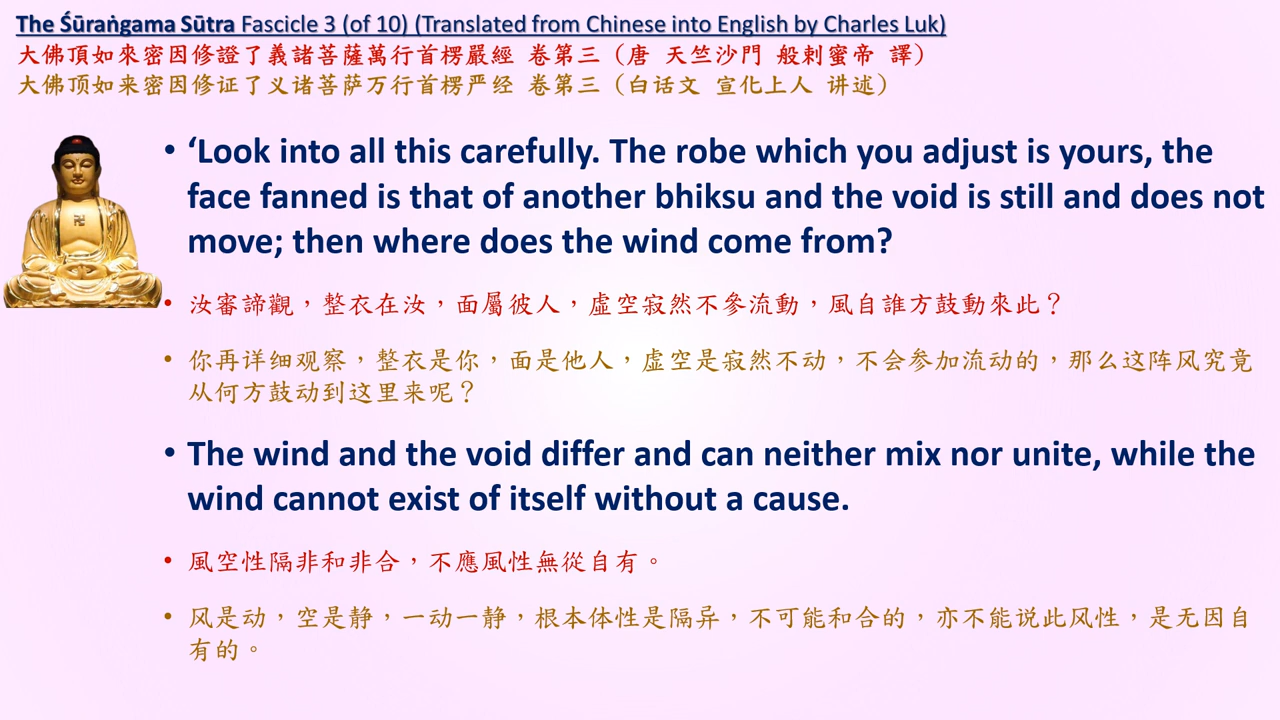 The Śūraṅgama Sūtra Fascicle 3 (of 10) (Translated from Chinese into English by Charles Luk)
大佛頂如來密因修證了義諸菩薩萬行首楞嚴經 卷第三（唐 天竺沙門 般剌蜜帝 譯）
大佛顶如来密因修证了义诸菩萨万行首楞严经 卷第三（白话文 宣化上人 讲述）
• ‘Look into all this carefully. The robe which you adjust is yours, the
face fanned is that of another bhiksu and the void is still and does not
move; then where does the wind come from?
• 汝審諦觀，整衣在汝，面屬彼人，虛空寂然不參流動，風自誰方鼓動來此？
• 你再详细观察，整衣是你，面是他人，虚空是寂然不动，不会参加流动的，那么这阵风究竟
从何方鼓动到这里来呢？
• The wind and the void differ and can neither mix nor unite, while the
wind cannot exist of itself without a cause.
• 風空性隔非和非合，不應風性無從自有。
• 风是动，空是静，一动一静，根本体性是隔异，不可能和合的，亦不能说此风性，是无因自
有的。